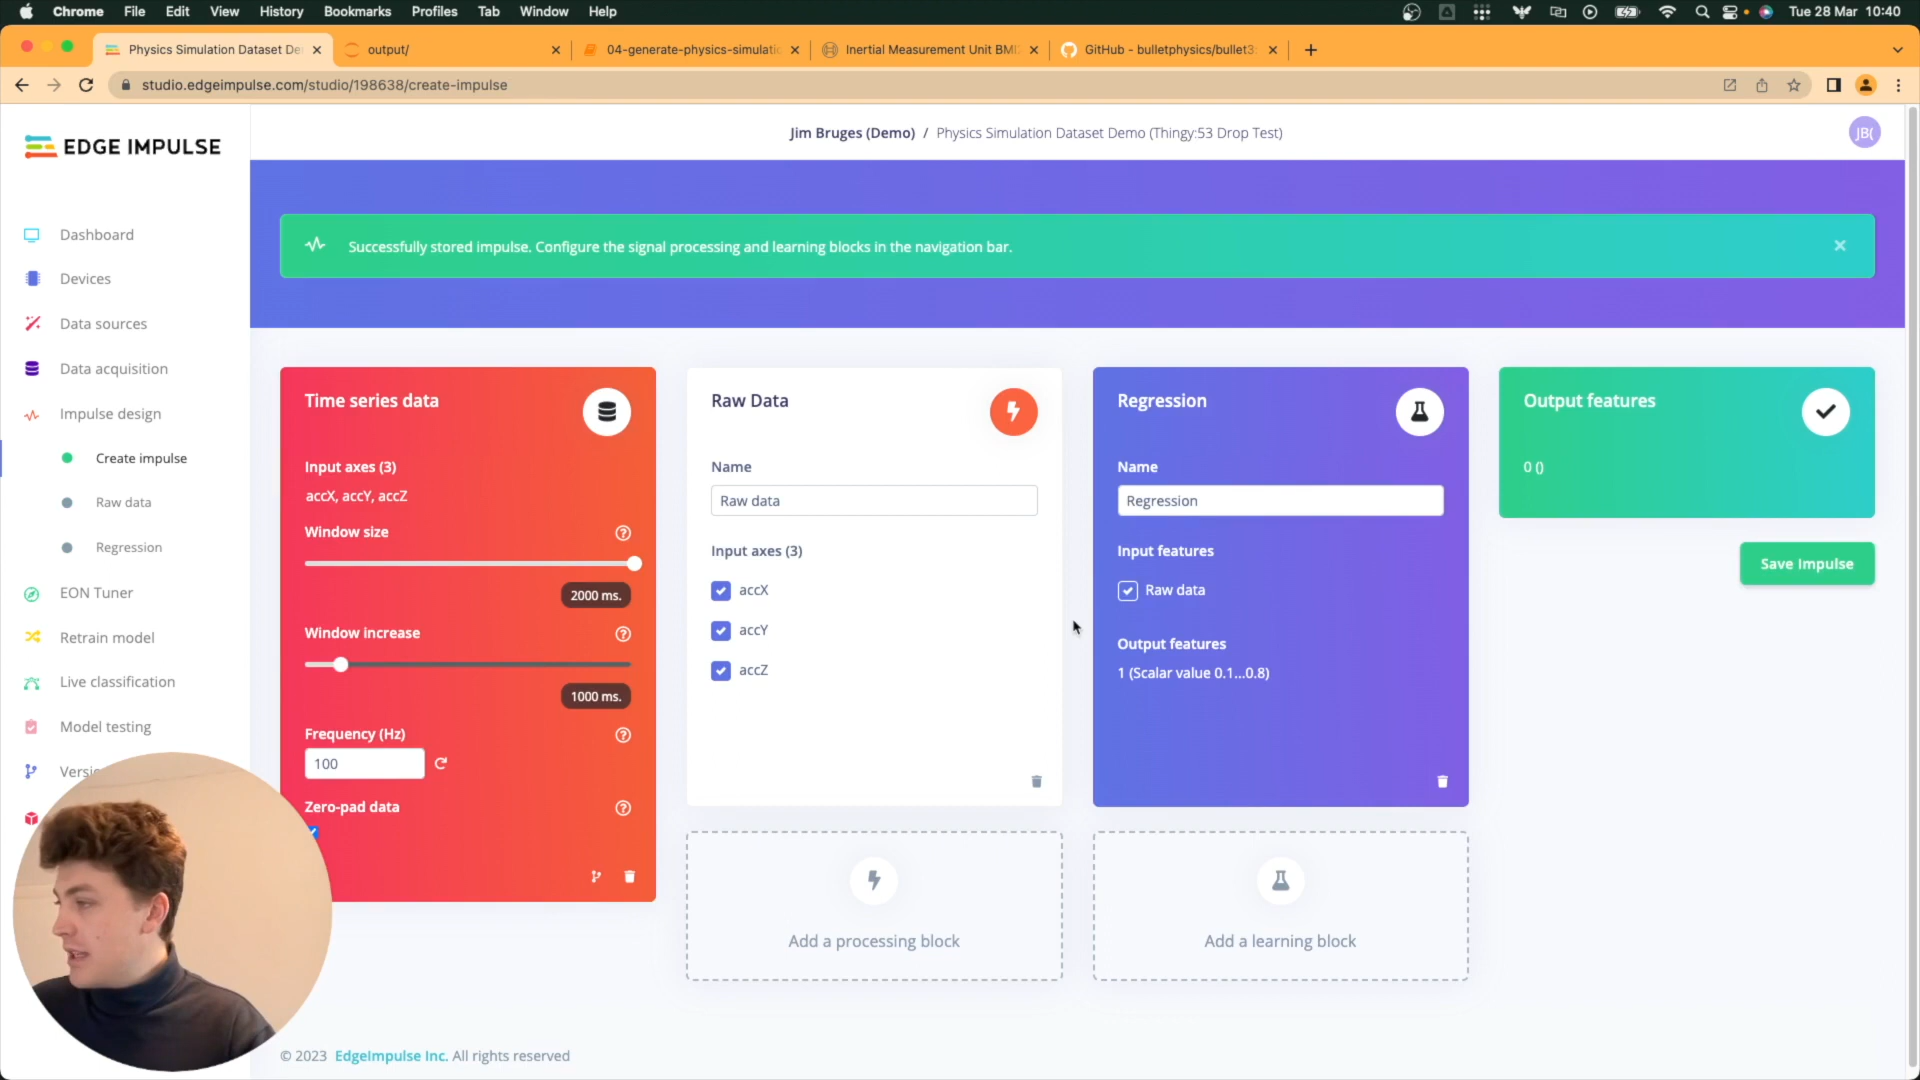 Chrome File Edit View History Bookmarks Profiles Tab Window Help Tue 28 Mar 10:40
Physics Simulation Dataset De output/ 04-generate-physics-simulati Inertial Measurement Unit BMI GitHub - bulletphysics/bullet3:
studio.edgeimpulse.com/studio/198638/create-impulse
EDGE IMPULSE
Jim Bruges (Demo) / Physics Simulation Dataset Demo (Thingy:53 Drop Test)
JB(
Dashboard
Devices
Data sources
Data acquisition
Impulse design
Create impulse
Raw data
Regression
EON Tuner
Retrain model
Live classification
Model testing
Versi
Successfully stored impulse. Configure the signal processing and learning blocks in the navigation bar.
Time series data
Input axes (3)
accX, accY, accZ
Window size
2000 ms.
Window increase
1000 ms.
Frequency (Hz)
100
Zero-pad data
Raw Data
Name
Raw data
Input axes (3)
accX
accY
accZ
Add a processing block
Regression
Name
Regression
Input features
Raw data
Output features
1 (Scalar value 0.1...0.8)
Add a learning block
Output features
0 ()
Save Impulse
© 2023 EdgeImpulse Inc. All rights reserved